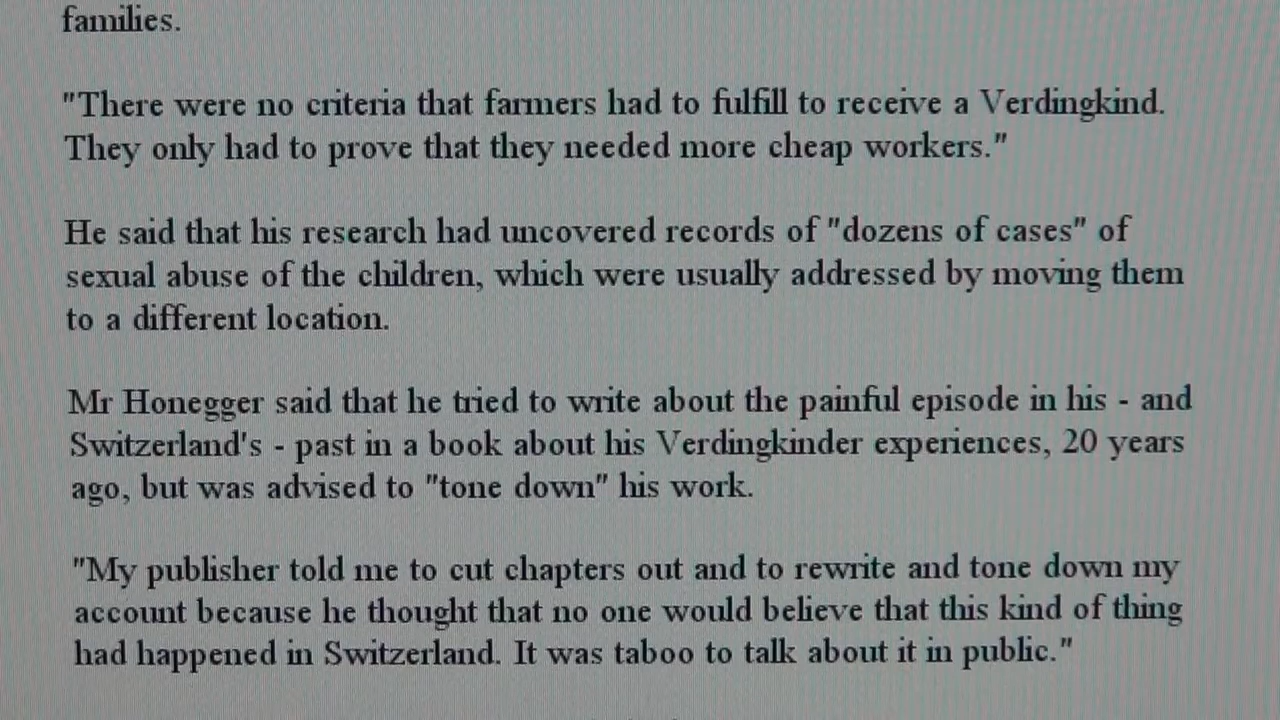 families.
"There were no criteria that farmers had to fulfill to receive a Verdingkind.
They only had to prove that they needed more cheap workers."
He said that his research had uncovered records of "dozens of cases" of
sexual abuse of the children, which were usually addressed by moving them
to a different location.
Mr Honegger said that he tried to write about the painful episode in his - and
Switzerland's - past in a book about his Verdingkinder experiences, 20 years
ago, but was advised to "tone down" his work.
"My publisher told me to cut chapters out and to rewrite and tone down my
account because he thought that no one would believe that this kind of thing
had happened in Switzerland. It was taboo to talk about it in public."